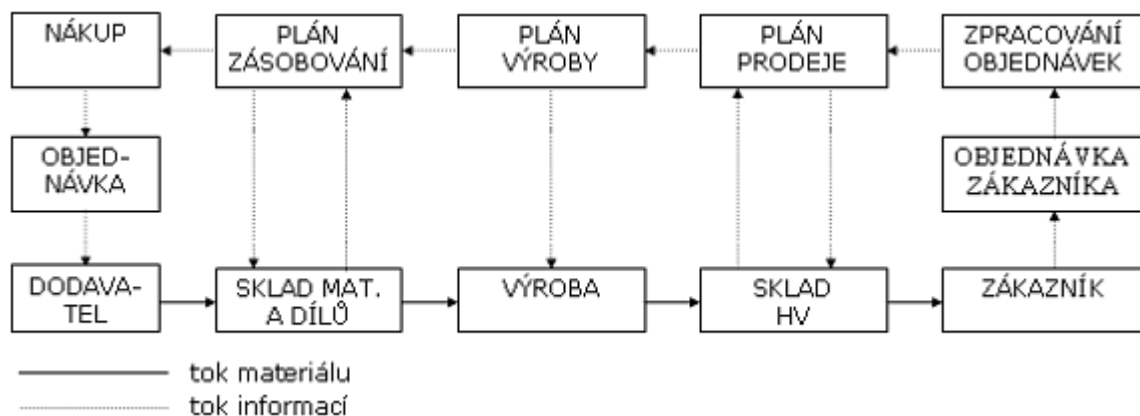 NÁKUP
PLÁN
ZÁSOBOVÁNÍ
PLÁN
VÝROBY
PLÁN
PRODEJE
ZPRACOVÁNÍ
OBJEDNÁVEK
OBJED-
NÁVKA
OBJEDNÁVKA
ZÁKAZNÍKA
DODAVA-
TEL
SKLAD MAT.
A DÍLŮ
VÝROBA
SKLAD
HV
ZÁKAZNÍK
tok materiálu
tok informací